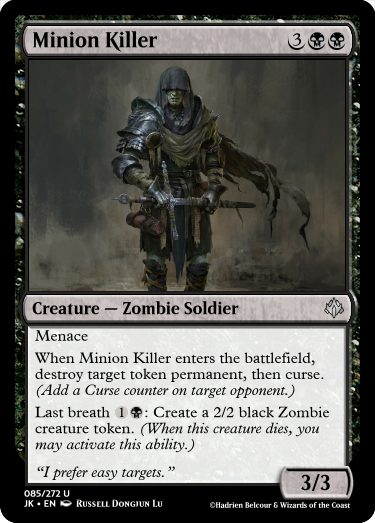 Minion Killer 3
Creature — Zombie Soldier
Menace
When Minion Killer enters the battlefield,
destroy target token permanent, then curse.
(Add a Curse counter on target opponent.)
Last breath 1 : Create a 2/2 black Zombie
creature token. (When this creature dies, you
may activate this ability.)
"I prefer easy targets."
3/3
085/272 U
JK • EN Russell Dongjun Lu
©Hadrien Belcour & Wizards of the Coast